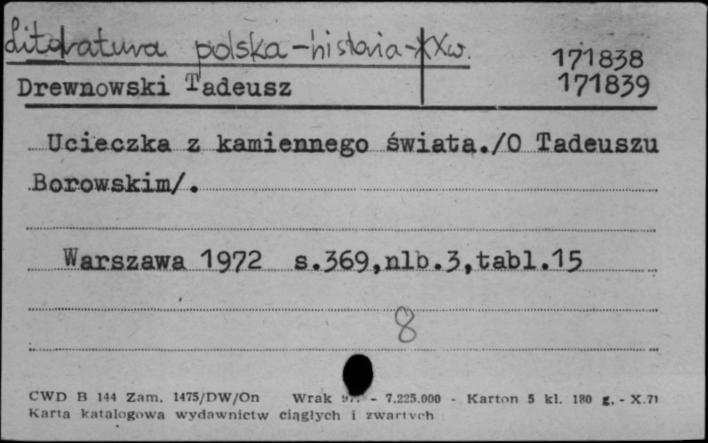 Literatura polska - historia - XXw.
171838
Drewnowski Tadeusz
171839
Ucieczka z kamiennego świata./O Tadeuszu
Borowskim/.
Warszawa 1972 s.369,nlb.3,tabl.15
8
CWD B 144 Zam. 1475/DW/On Wrak - 7.225.000 - Karton 5 kl. 180 g. - X.71
Karta katalogowa wydawnictw ciągłych i zwartych